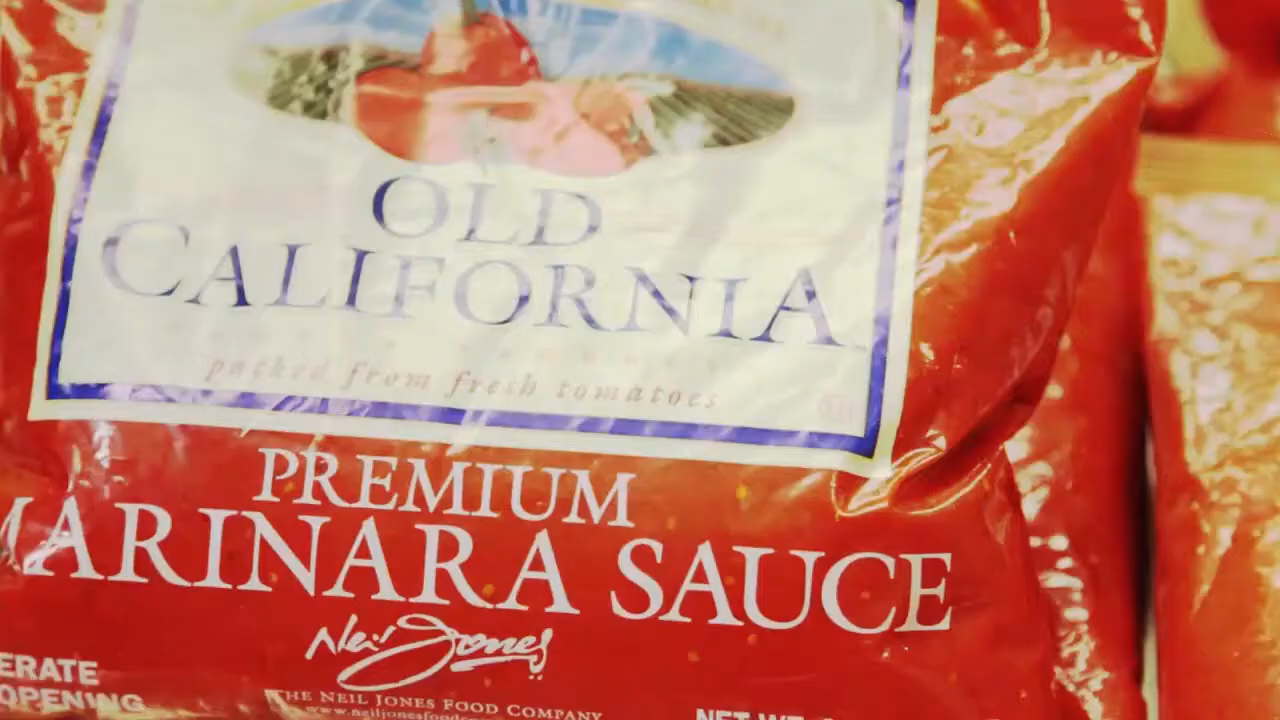 OLD
CALIFORNIA
packed from fresh tomatoes
PREMIUM
MARINARA SAUCE
Neil Jones
ERATE
OPENING
THE NEIL JONES FOOD COMPANY
NET WT.